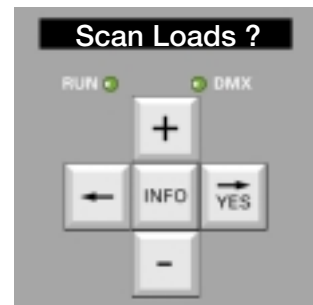 Scan Loads ?
RUN DMX
+
← INFO → YES
-